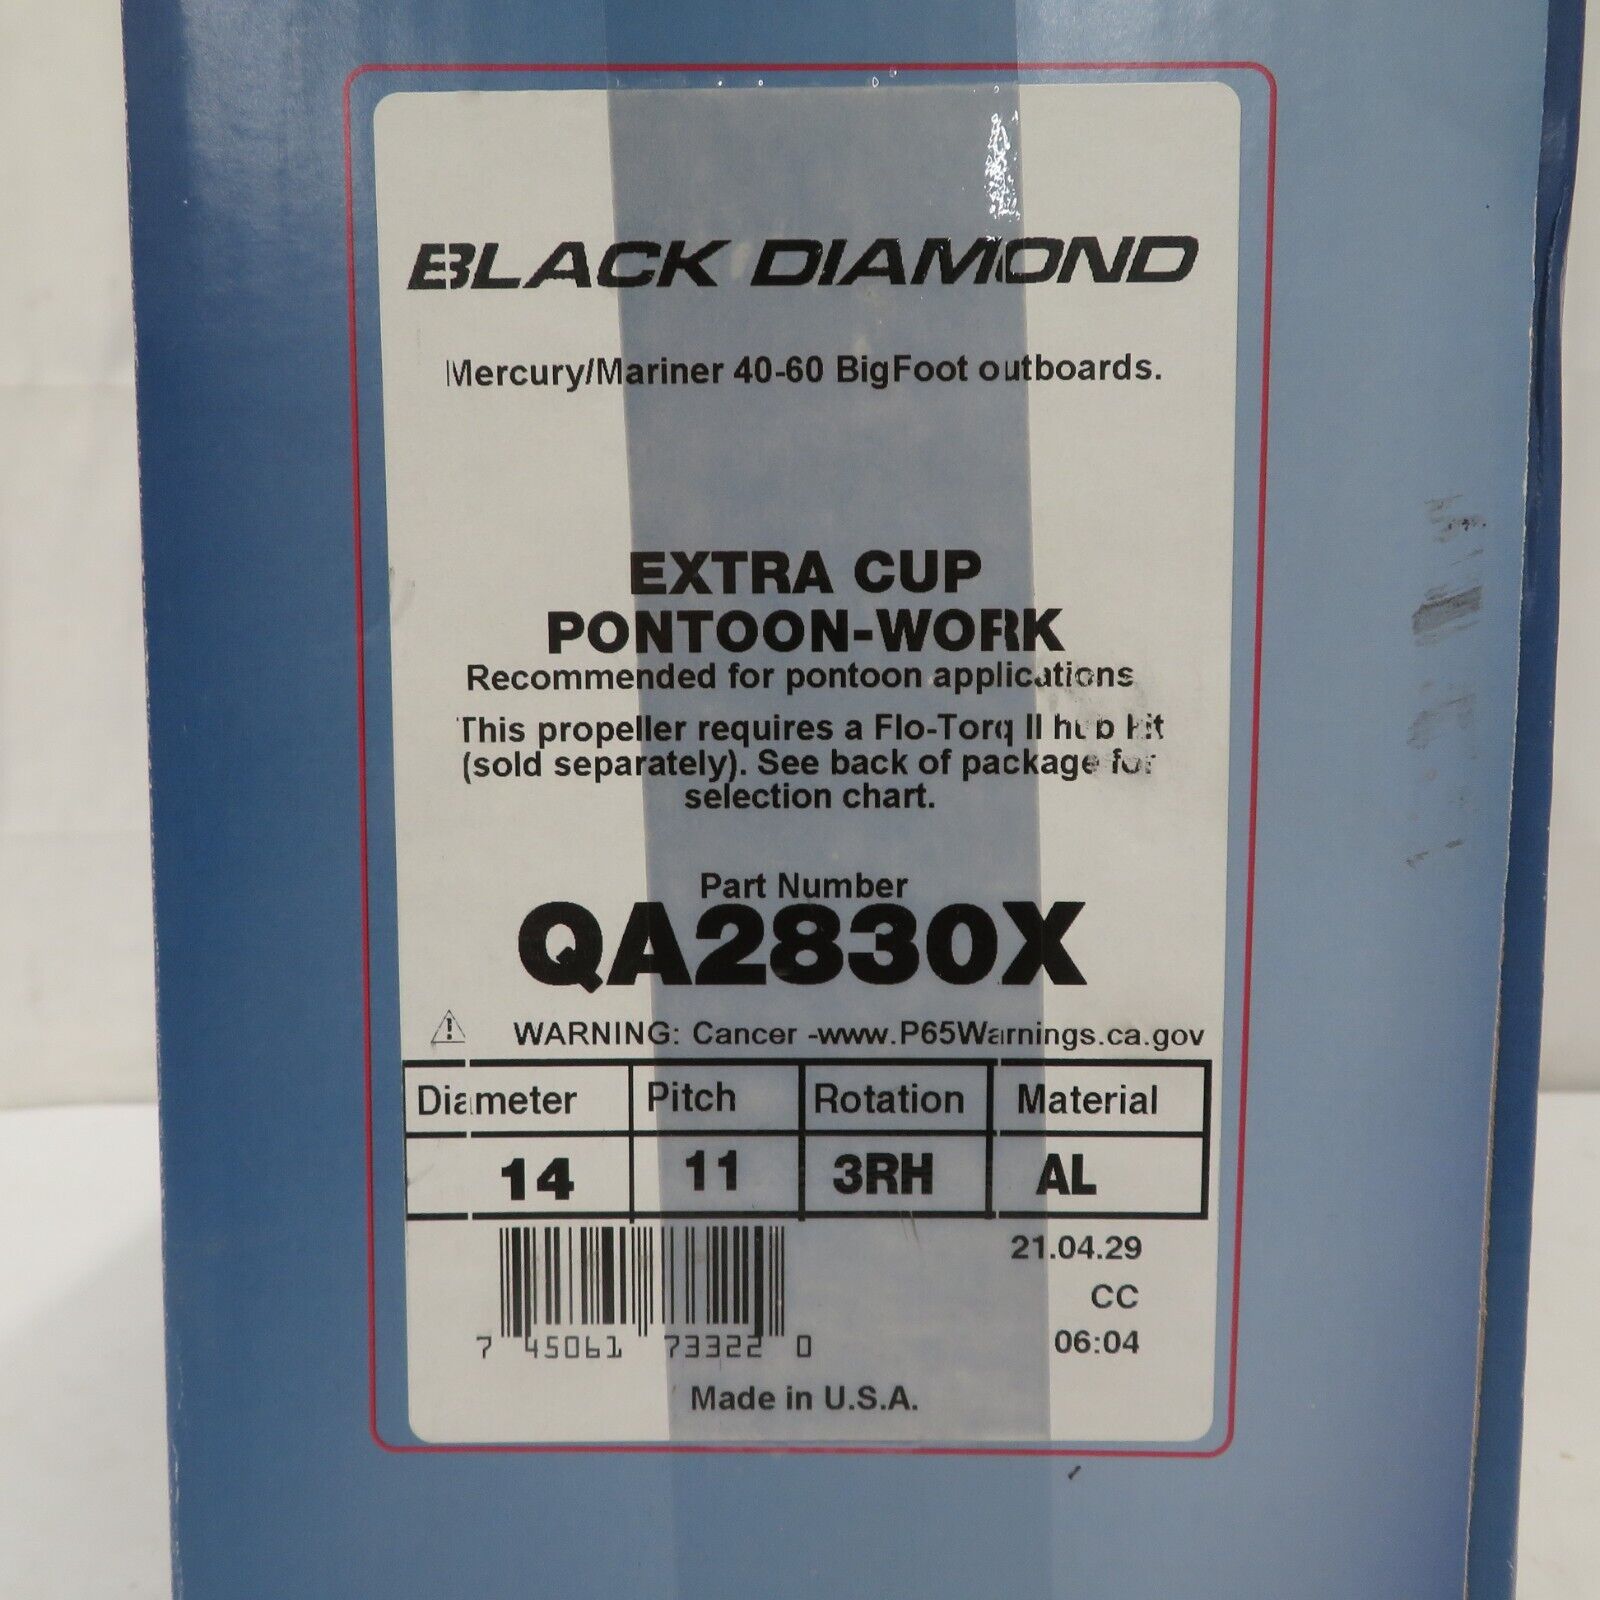 BLACK DIAMOND
Mercury/Mariner 40-60 BigFoot outboards.
EXTRA CUP
PONTOON-WORK
Recommended for pontoon applications
This propeller requires a Flo-Torq II hub kit
(sold separately). See back of package for
selection chart.
Part Number
QA2830X
WARNING: Cancer -www.P65Warnings.ca.gov
Diameter Pitch Rotation Material
14 11 3RH AL
21.04.29
CC
06:04
7 45061 73322 0
Made in U.S.A.